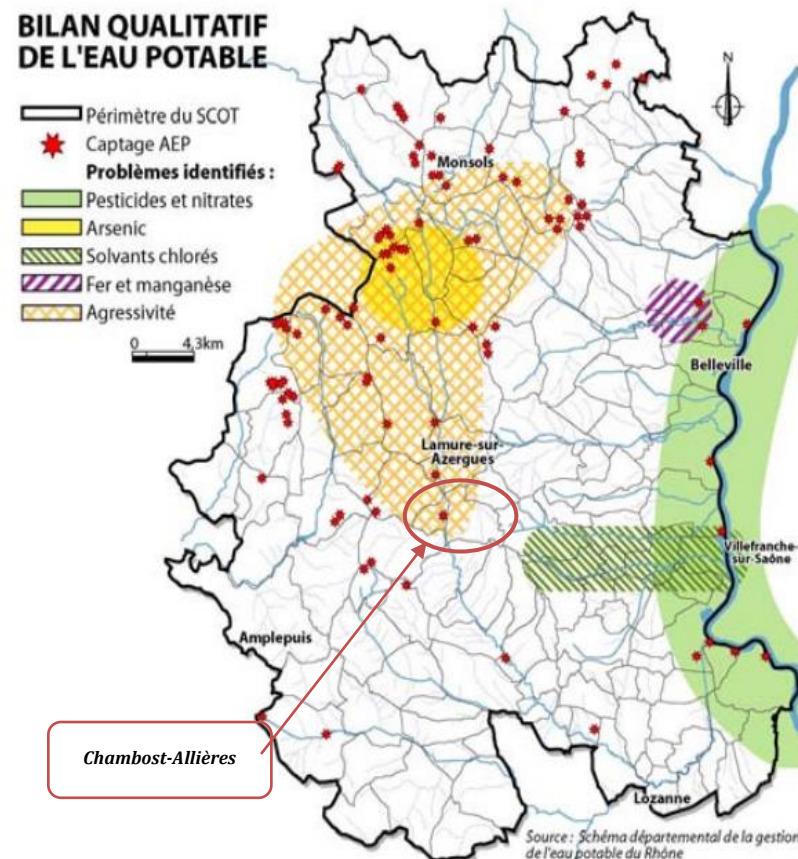 BILAN QUALITATIF
DE L'EAU POTABLE
Périmètre du SCOT
Captage AEP
Problèmes identifiés :
Pesticides et nitrates
Arsenic
Solvants chlorés
Fer et manganèse
Agressivité
0 4,3km
N
Monsols
Belleville
Lamure-sur-
Azergues
Villefranche-
sur-Saône
Amplepuis
Chambost-Allières
Lozanne
Source : Schéma départemental de la gestion
de l'eau potable du Rhône